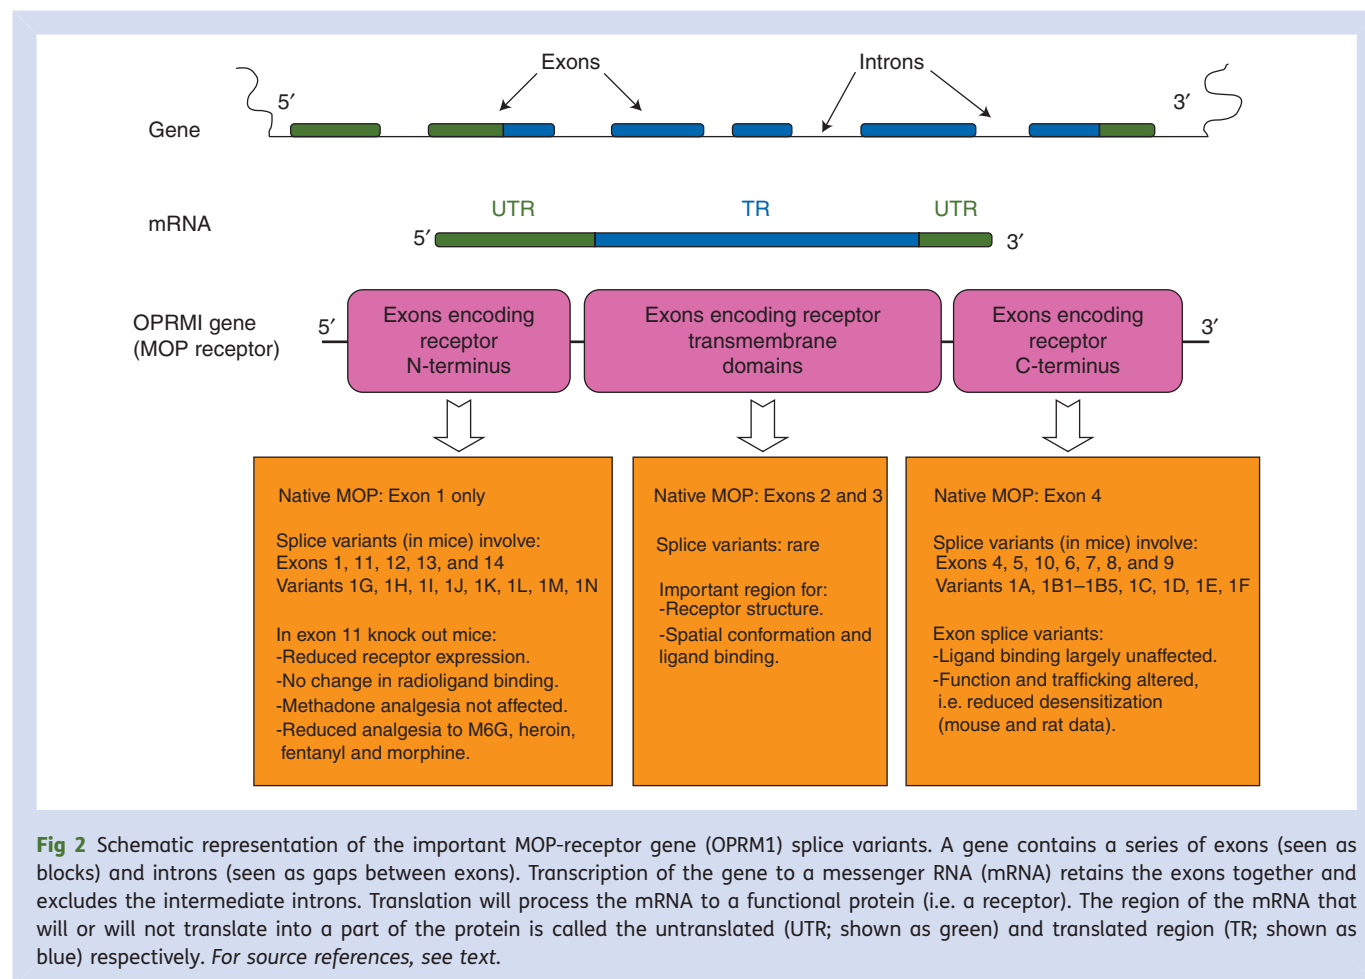 Exons
Introns
5′
3′
Gene
UTR
TR
UTR
mRNA
5′
3′
OPRMI gene
(MOP receptor)
5′
Exons encoding
receptor
N-terminus
Exons encoding receptor
transmembrane
domains
Exons encoding
receptor
C-terminus
3′
Native MOP: Exon 1 only
Splice variants (in mice) involve:
Exons 1, 11, 12, 13, and 14
Variants 1G, 1H, 1I, 1J, 1K, 1L, 1M, 1N
In exon 11 knock out mice:
-Reduced receptor expression.
-No change in radioligand binding.
-Methadone analgesia not affected.
-Reduced analgesia to M6G, heroin,
fentanyl and morphine.
Native MOP: Exons 2 and 3
Splice variants: rare
Important region for:
-Receptor structure.
-Spatial conformation and
ligand binding.
Native MOP: Exon 4
Splice variants (in mice) involve:
Exons 4, 5, 10, 6, 7, 8, and 9
Variants 1A, 1B1–1B5, 1C, 1D, 1E, 1F
Exon splice variants:
-Ligand binding largely unaffected.
-Function and trafficking altered,
i.e. reduced desensitization
(mouse and rat data).
Fig 2 Schematic representation of the important MOP-receptor gene (OPRM1) splice variants. A gene contains a series of exons (seen as
blocks) and introns (seen as gaps between exons). Transcription of the gene to a messenger RNA (mRNA) retains the exons together and
excludes the intermediate introns. Translation will process the mRNA to a functional protein (i.e. a receptor). The region of the mRNA that
will or will not translate into a part of the protein is called the untranslated (UTR; shown as green) and translated region (TR; shown as
blue) respectively. For source references, see text.